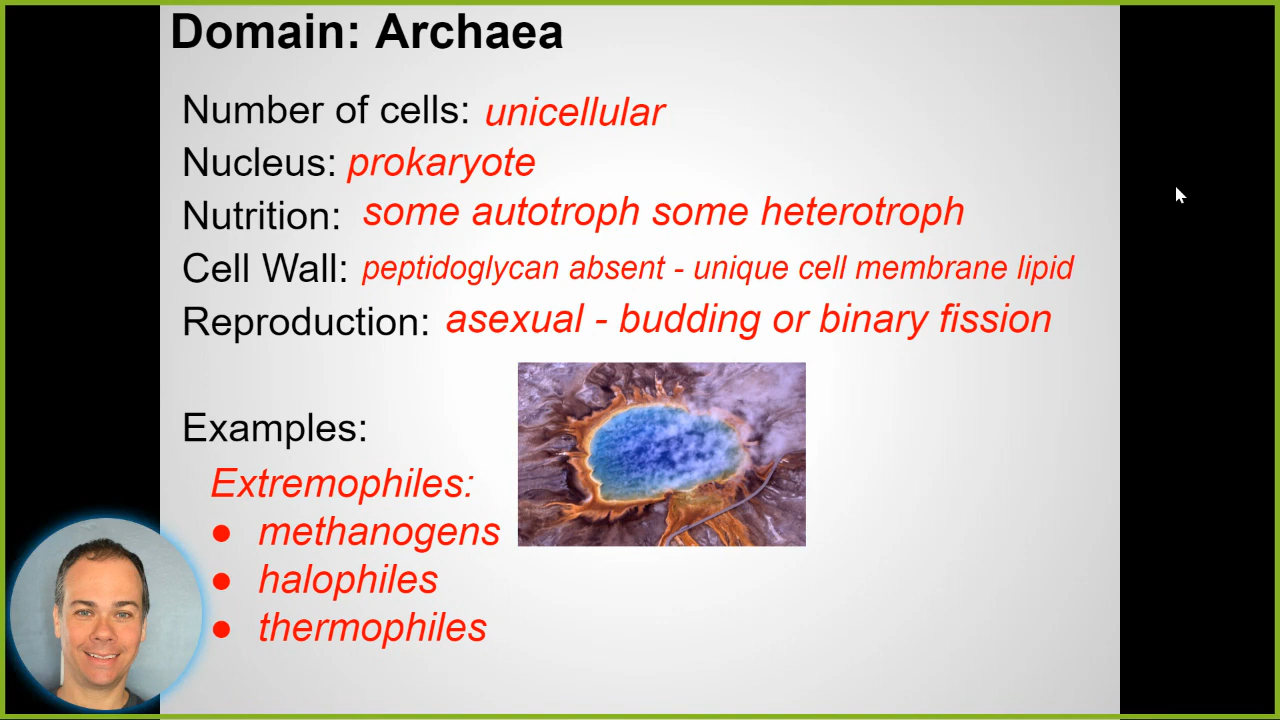 Domain: Archaea
Number of cells: unicellular
Nucleus: prokaryote
Nutrition: some autotroph some heterotroph
Cell Wall: peptidoglycan absent - unique cell membrane lipid
Reproduction: asexual - budding or binary fission
Examples:
Extremophiles:
● methanogens
● halophiles
● thermophiles